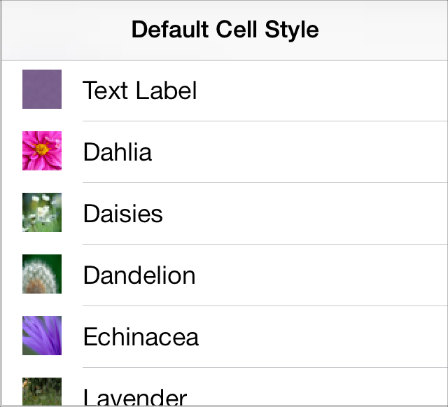 Default Cell Style
Text Label
Dahlia
Daisies
Dandelion
Echinacea
Lavender